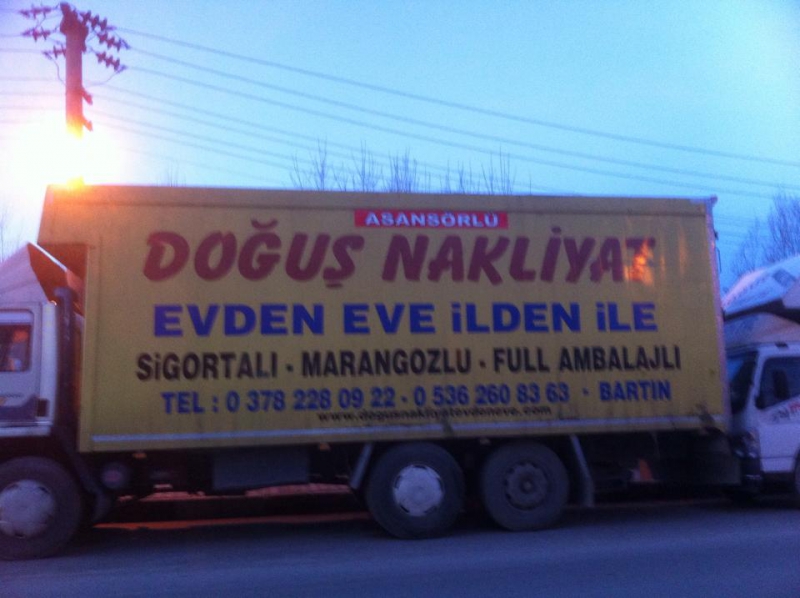 ASANSÖRLÜ
DOĞUŞ NAKLİYAT
EVDEN EVE İLDEN İLE
SİGORTALI - MARANGOZLU - FULL AMBALAJLI
TEL : 0 378 228 09 22 - 0 536 260 83 63 - BARTIN
www.dogusnakliyatevdeneve.com